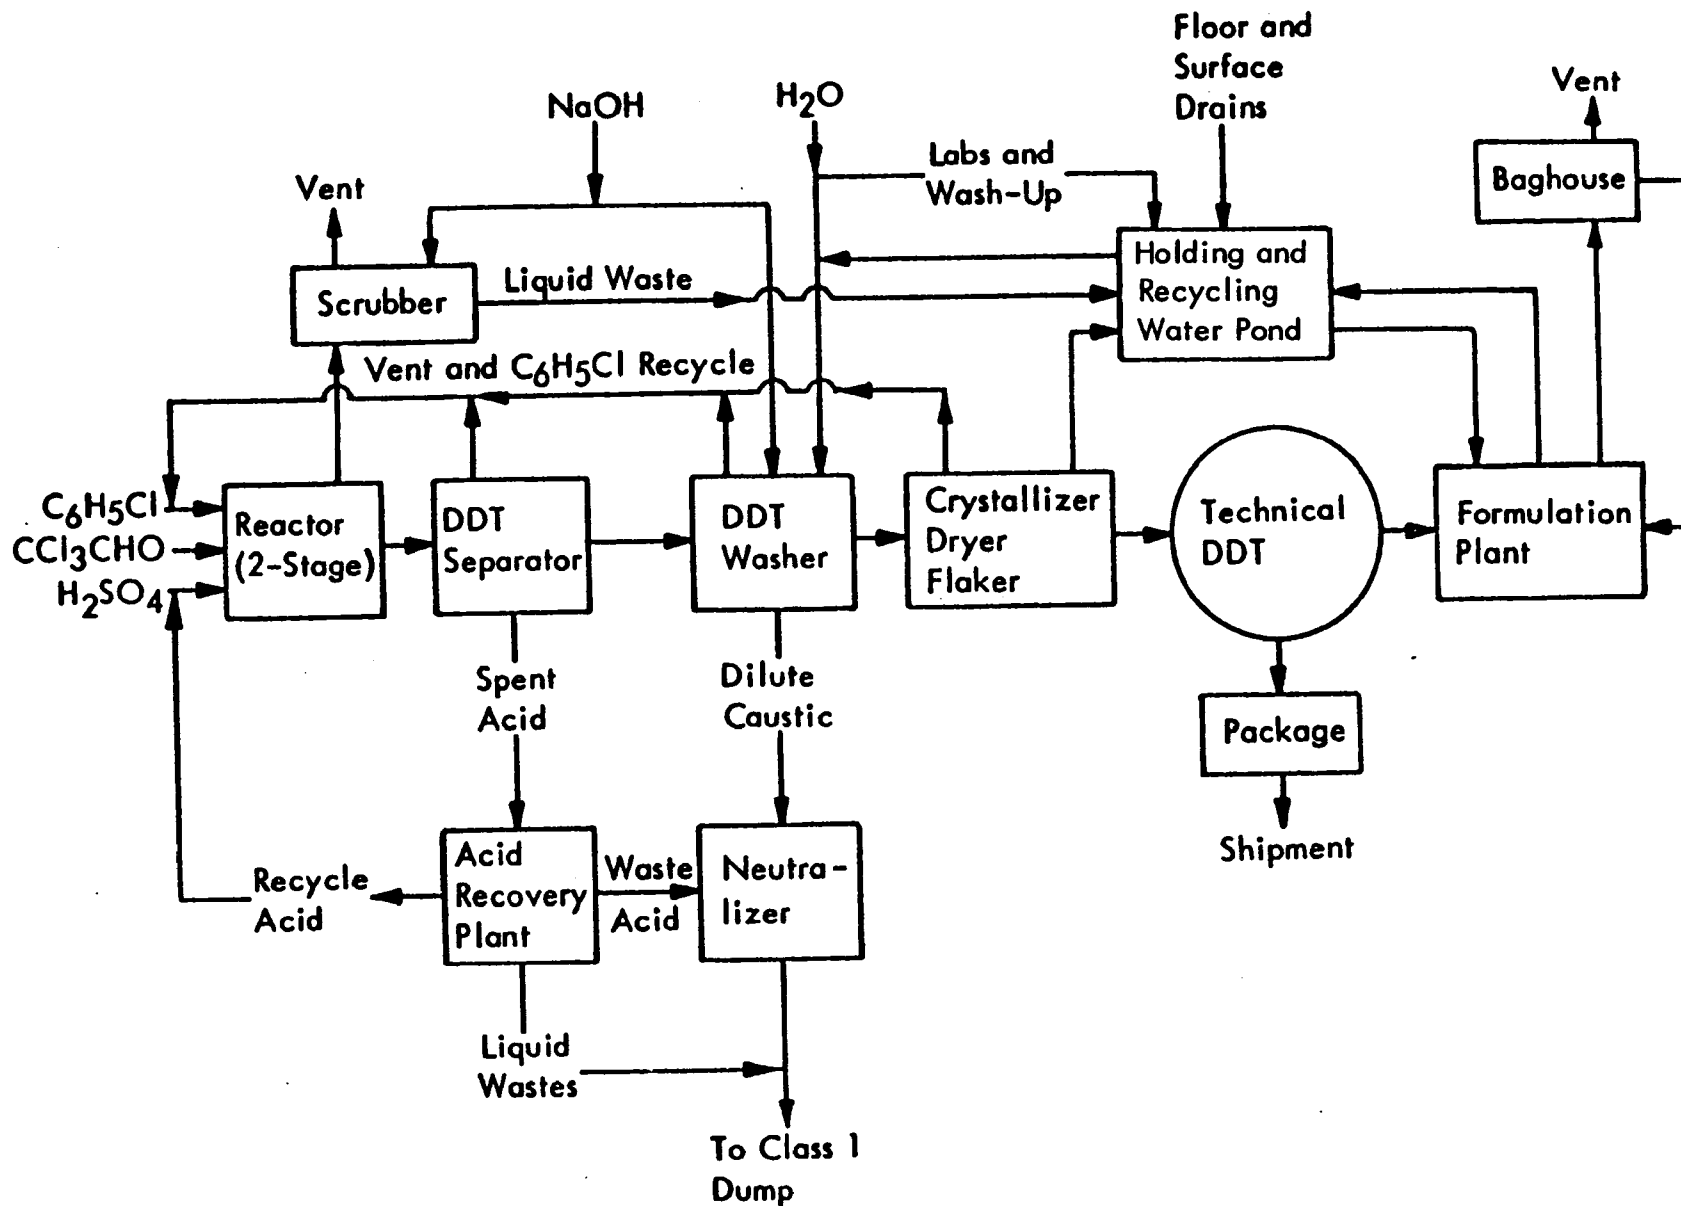 Floor and
Surface
Drains
Vent
NaOH
H2O
Labs and
Wash-Up
Baghouse
Vent
Scrubber
Liquid Waste
Holding and
Recycling
Water Pond
Vent and C6H5Cl Recycle
C6H5Cl
CCl3CHO
H2SO4
Reactor
(2-Stage)
DDT
Separator
DDT
Washer
Crystallizer
Dryer
Flaker
Technical
DDT
Formulation
Plant
Spent
Acid
Dilute
Caustic
Package
Shipment
Recycle
Acid
Acid
Recovery
Plant
Waste
Acid
Neutra-
lizer
Liquid
Wastes
To Class 1
Dump